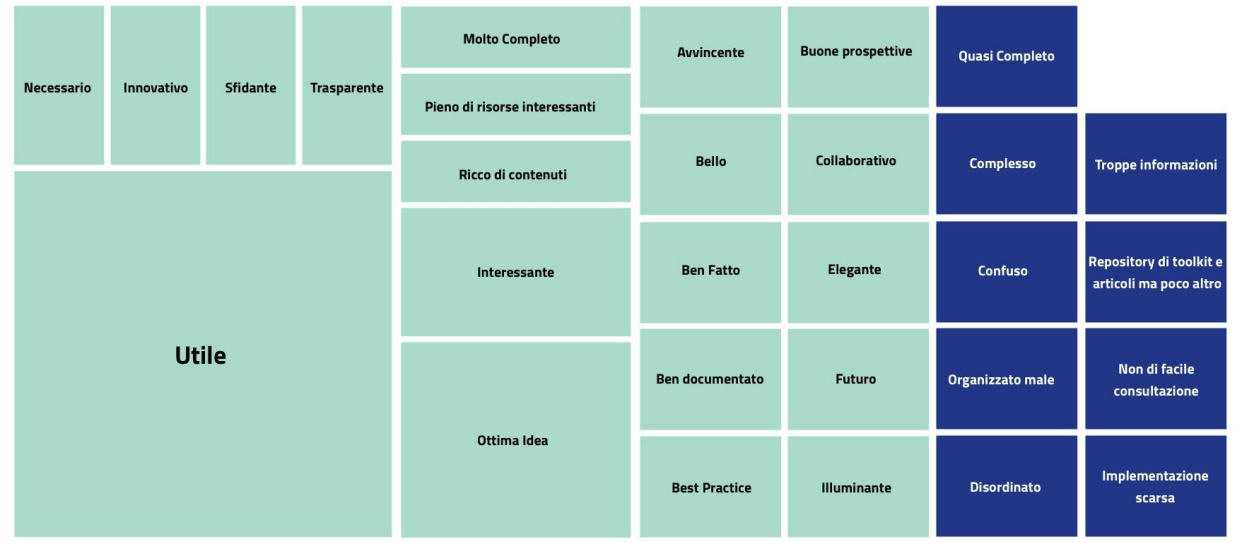 Necessario
Innovativo
Sfidante
Trasparente
Utile
Molto Completo
Pieno di risorse interessanti
Ricco di contenuti
Interessante
Ottima Idea
Avvincente
Bello
Ben Fatto
Ben documentato
Best Practice
Buone prospettive
Collaborativo
Elegante
Futuro
Illuminante
Quasi Completo
Complesso
Confuso
Organizzato male
Disordinato
Troppe informazioni
Repository di toolkit e
articoli ma poco altro
Non di facile
consultazione
Implementazione
scarsa